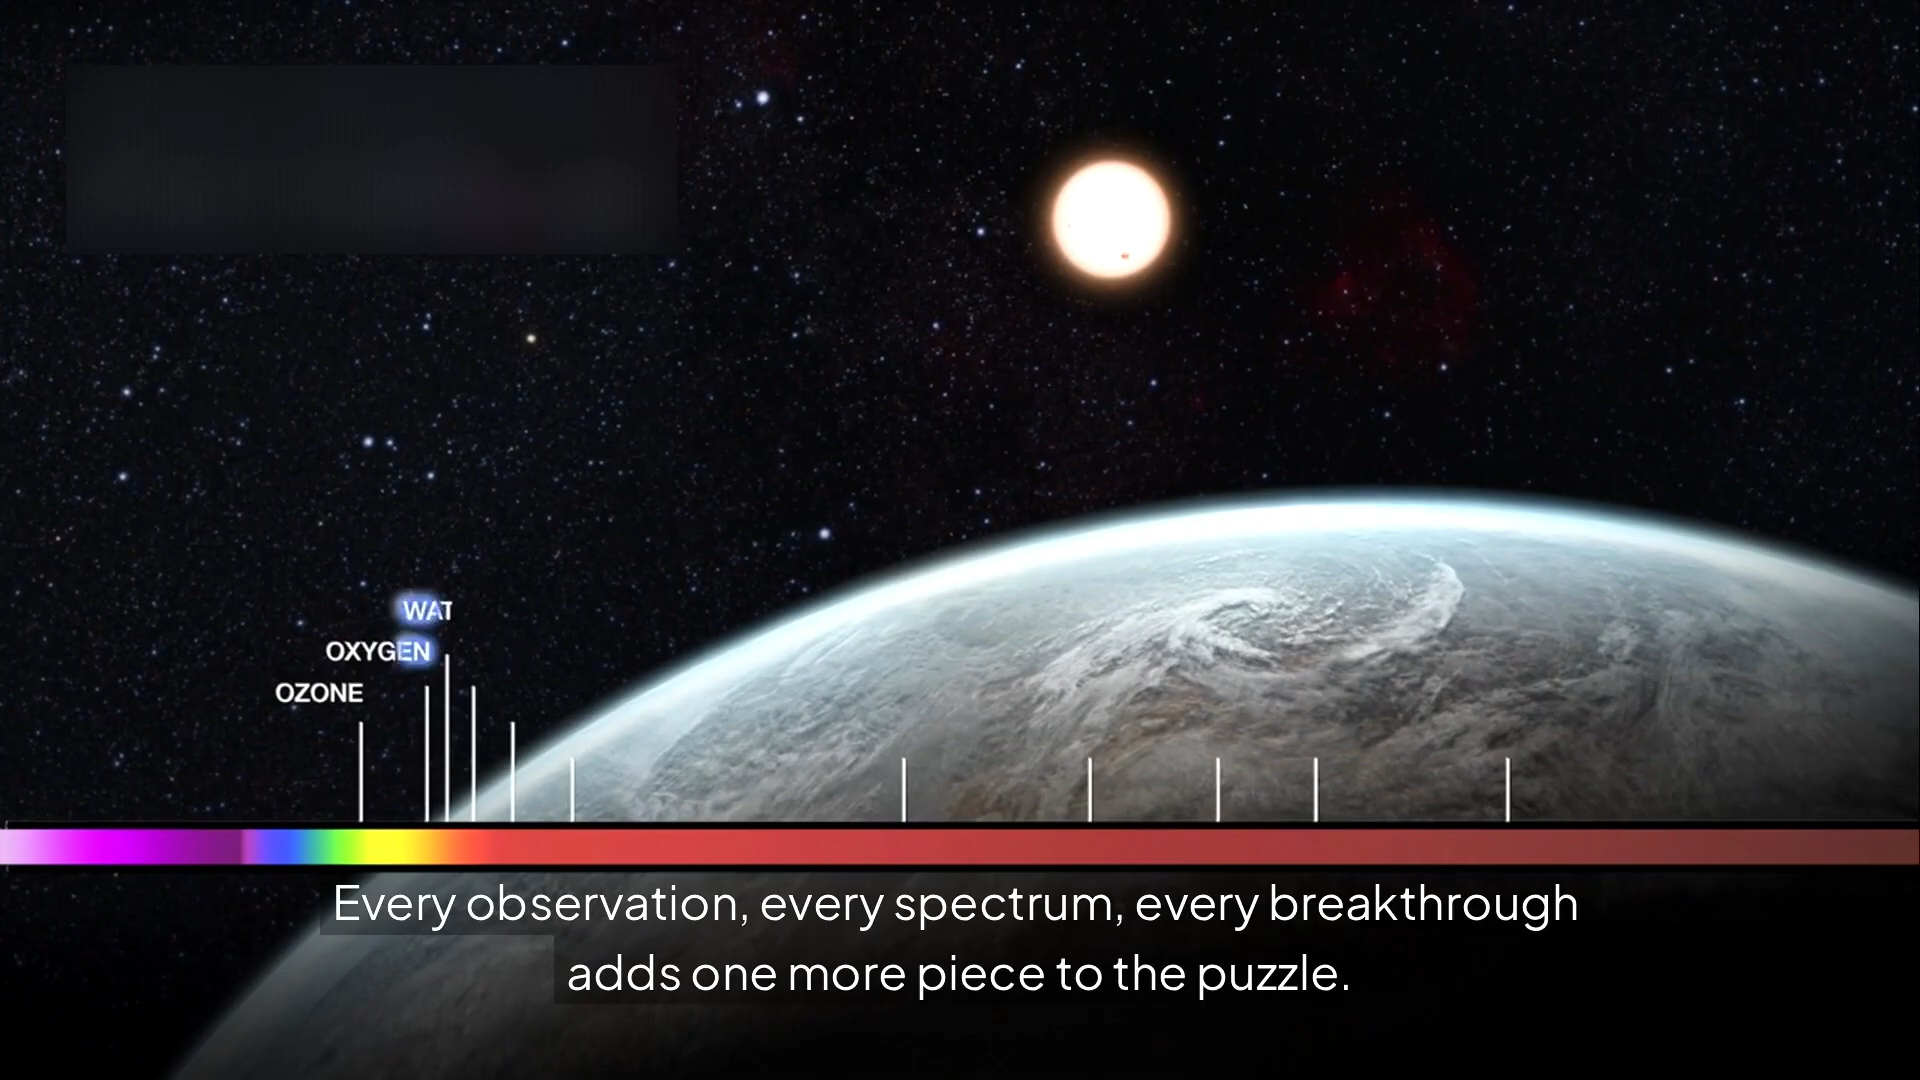 WAT
OXYGEN
OZONE
Every observation, every spectrum, every breakthrough
adds one more piece to the puzzle.